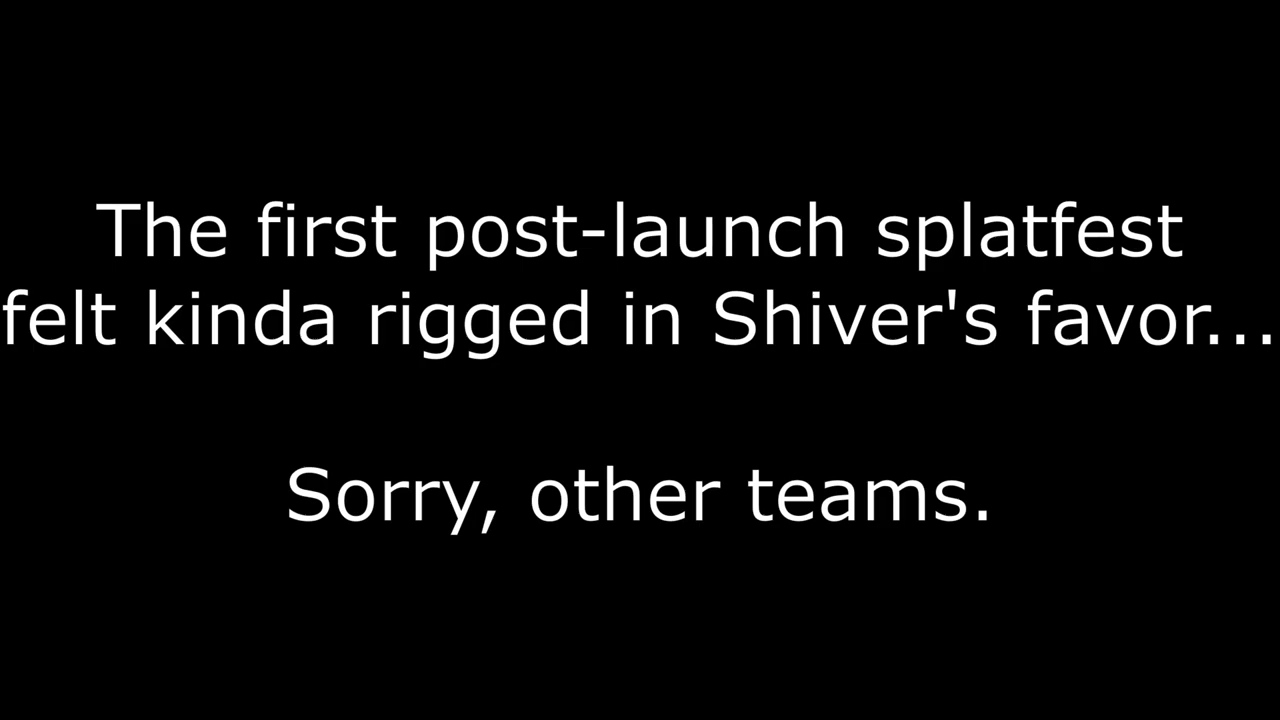 The first post-launch splatfest
felt kinda rigged in Shiver's favor...
Sorry, other teams.